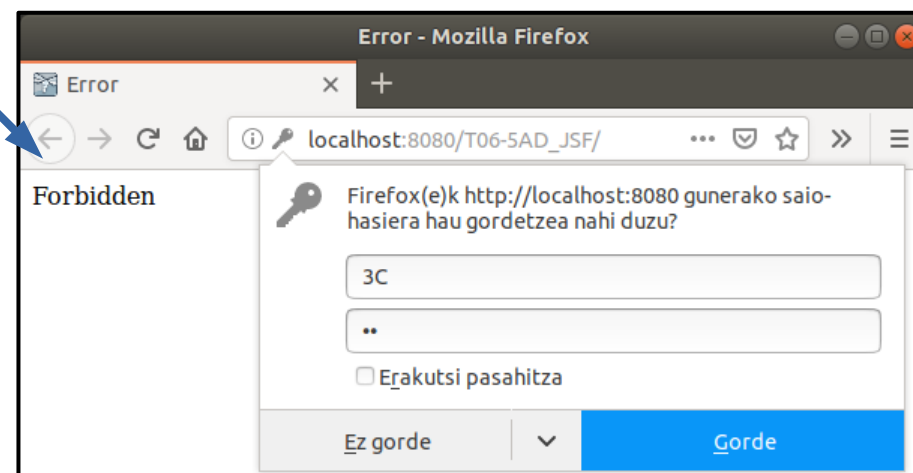 Error - Mozilla Firefox
Error
localhost:8080/T06-5AD_JSF/
Forbidden
Firefox(e)k http://localhost:8080 gunerako saio-
hasiera hau gordetzea nahi duzu?
3C
••
Erakutsi pasahitza
Ez gorde
Gorde